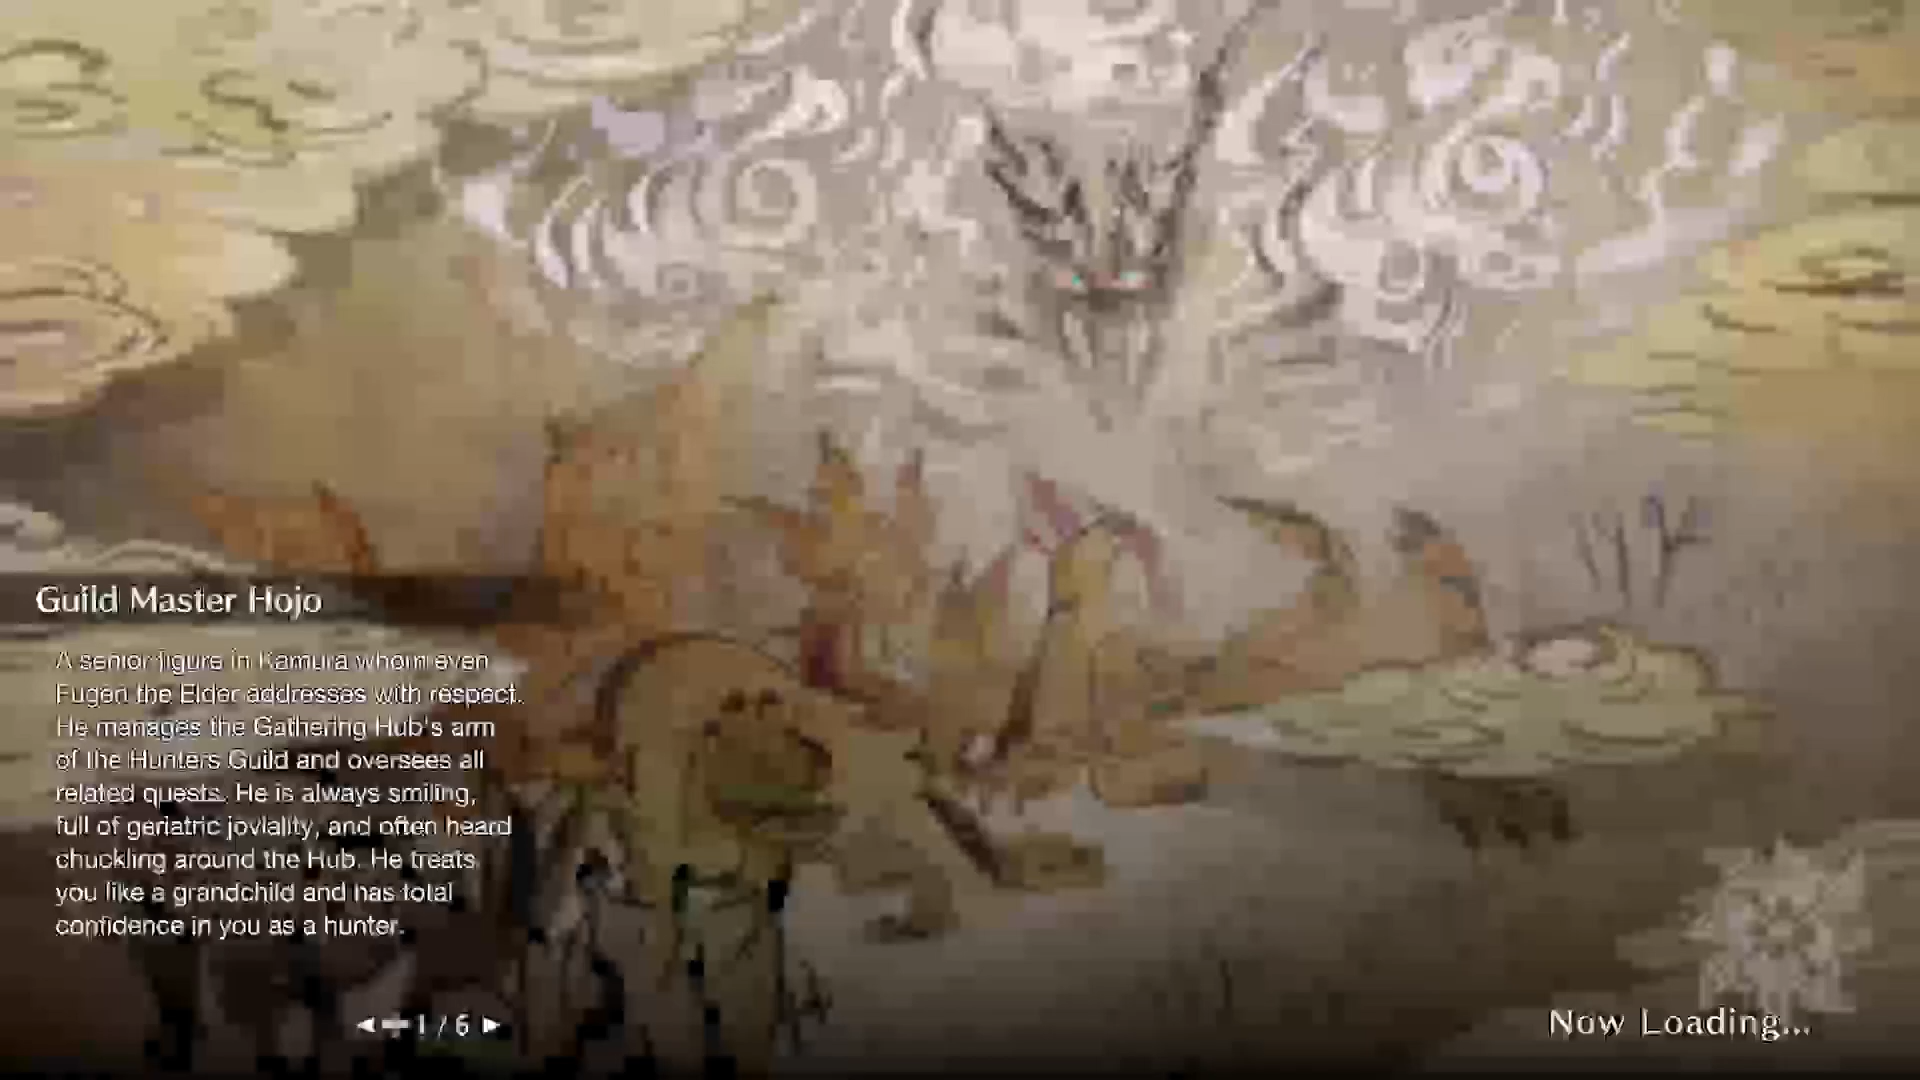 Guild Master Hojo
A senior figure in Kamura whom even
Fugen the Elder addresses with respect.
He manages the Gathering Hub's arm
of the Hunters Guild and oversees all
related quests. He is always smiling,
full of geriatric joviality, and often heard
chuckling around the Hub. He treats
you like a grandchild and has total
confidence in you as a hunter.
1 / 6
Now Loading...